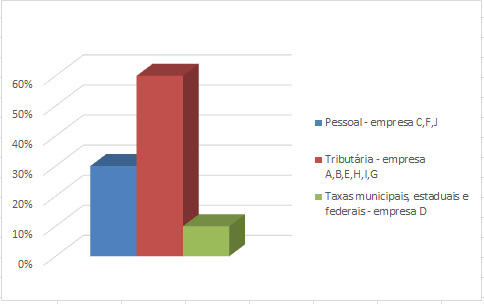 60%
50%
40%
30%
20%
10%
0%
Pessoal - empresa C,F,J
Tributária - empresa
A,B,E,H,I,G
Taxas municipais, estaduais e
federais - empresa D